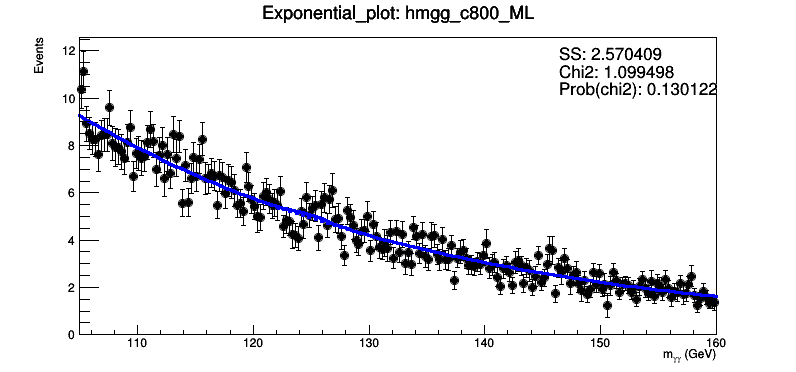 Exponential_plot: hmgg_c800_ML
Events
SS: 2.570409
Chi2: 1.099498
Prob(chi2): 0.130122
12
10
8
6
4
2
0
110 120 130 140 150 160
mγγ (GeV)